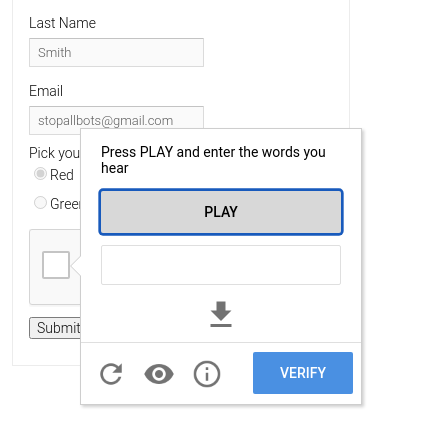 Last Name
Smith
Email
stopallbots@gmail.com
Pick you
Red
Submit
Press PLAY and enter the words you
hear
PLAY
VERIFY